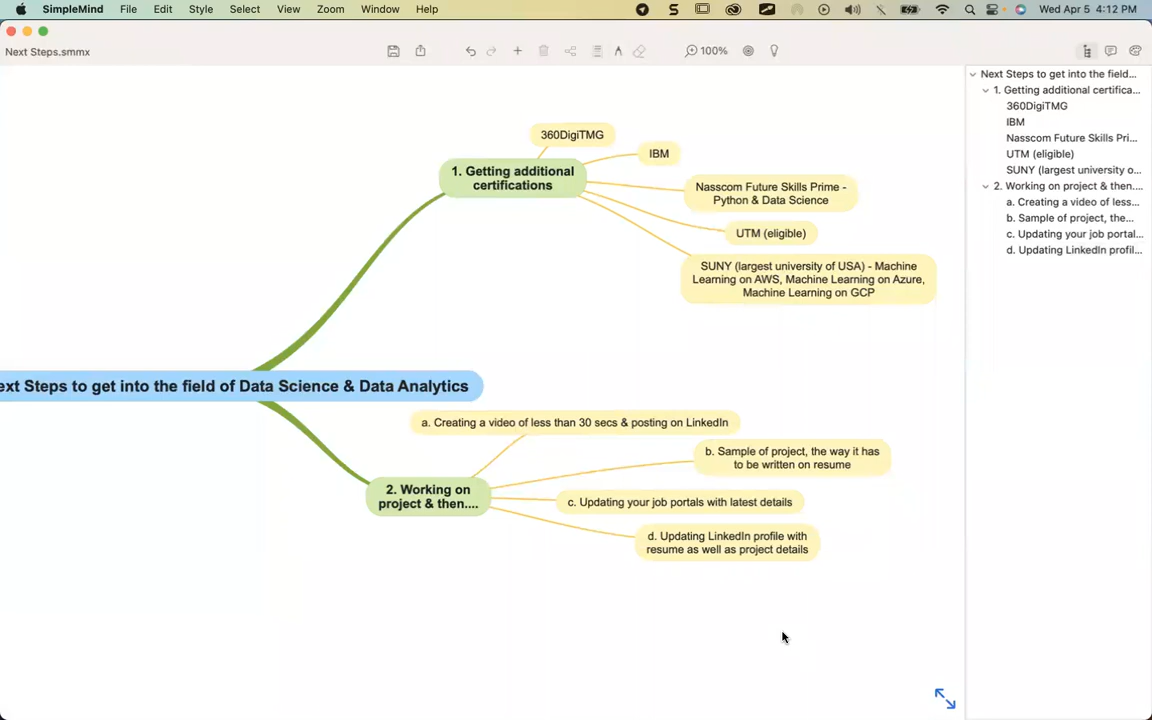 SimpleMind File Edit Style Select View Zoom Window Help Wed Apr 5 4:12 PM
Next Steps.smmx
100%
360DigiTMG
IBM
1. Getting additional
certifications
Nasscom Future Skills Prime -
Python & Data Science
UTM (eligible)
SUNY (largest university of USA) - Machine
Learning on AWS, Machine Learning on Azure,
Machine Learning on GCP
ext Steps to get into the field of Data Science & Data Analytics
a. Creating a video of less than 30 secs & posting on LinkedIn
b. Sample of project, the way it has
to be written on resume
2. Working on
project & then....
c. Updating your job portals with latest details
d. Updating LinkedIn profile with
resume as well as project details
Next Steps to get into the field...
1. Getting additional certifica...
360DigiTMG
IBM
Nasscom Future Skills Pri...
UTM (eligible)
SUNY (largest university o...
2. Working on project & then....
a. Creating a video of less...
b. Sample of project, the...
c. Updating your job portal...
d. Updating LinkedIn profil...